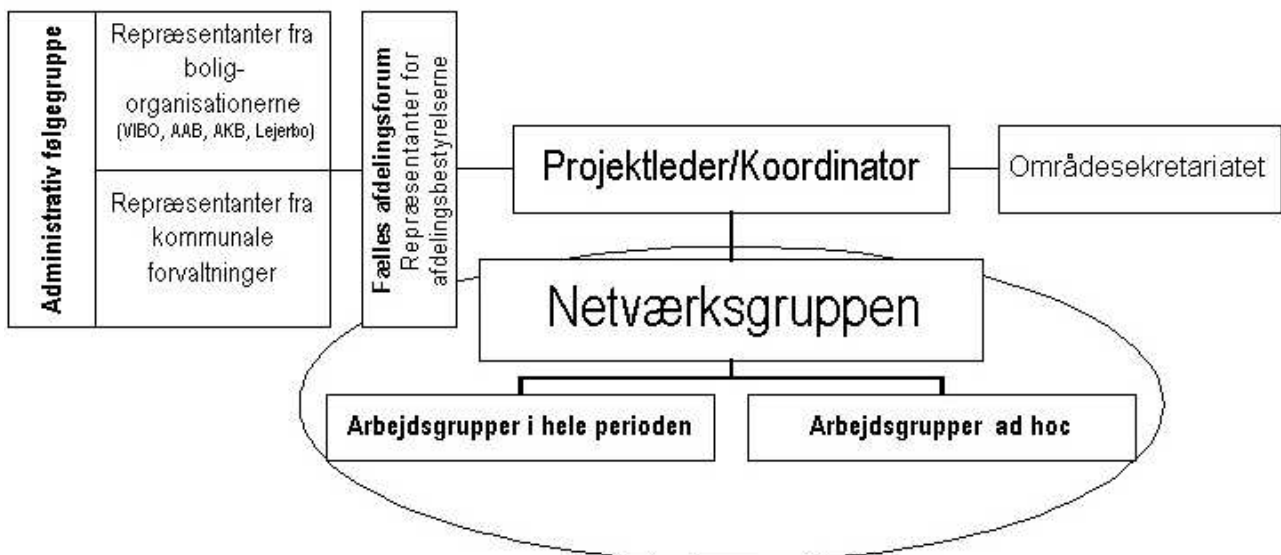 Administrativ følgegruppe
Repræsentanter fra
bolig-
organisationerne
(VIBO, AAB, AKB, Lejerbo)
Repræsentanter fra
kommunale
forvaltninger
Fælles afdelingsforum
Repræsentanter for
afdelingsbestyrelserne
Projektleder/Koordinator
Områdesekretariatet
Netværksgruppen
Arbejdsgrupper i hele perioden
Arbejdsgrupper ad hoc